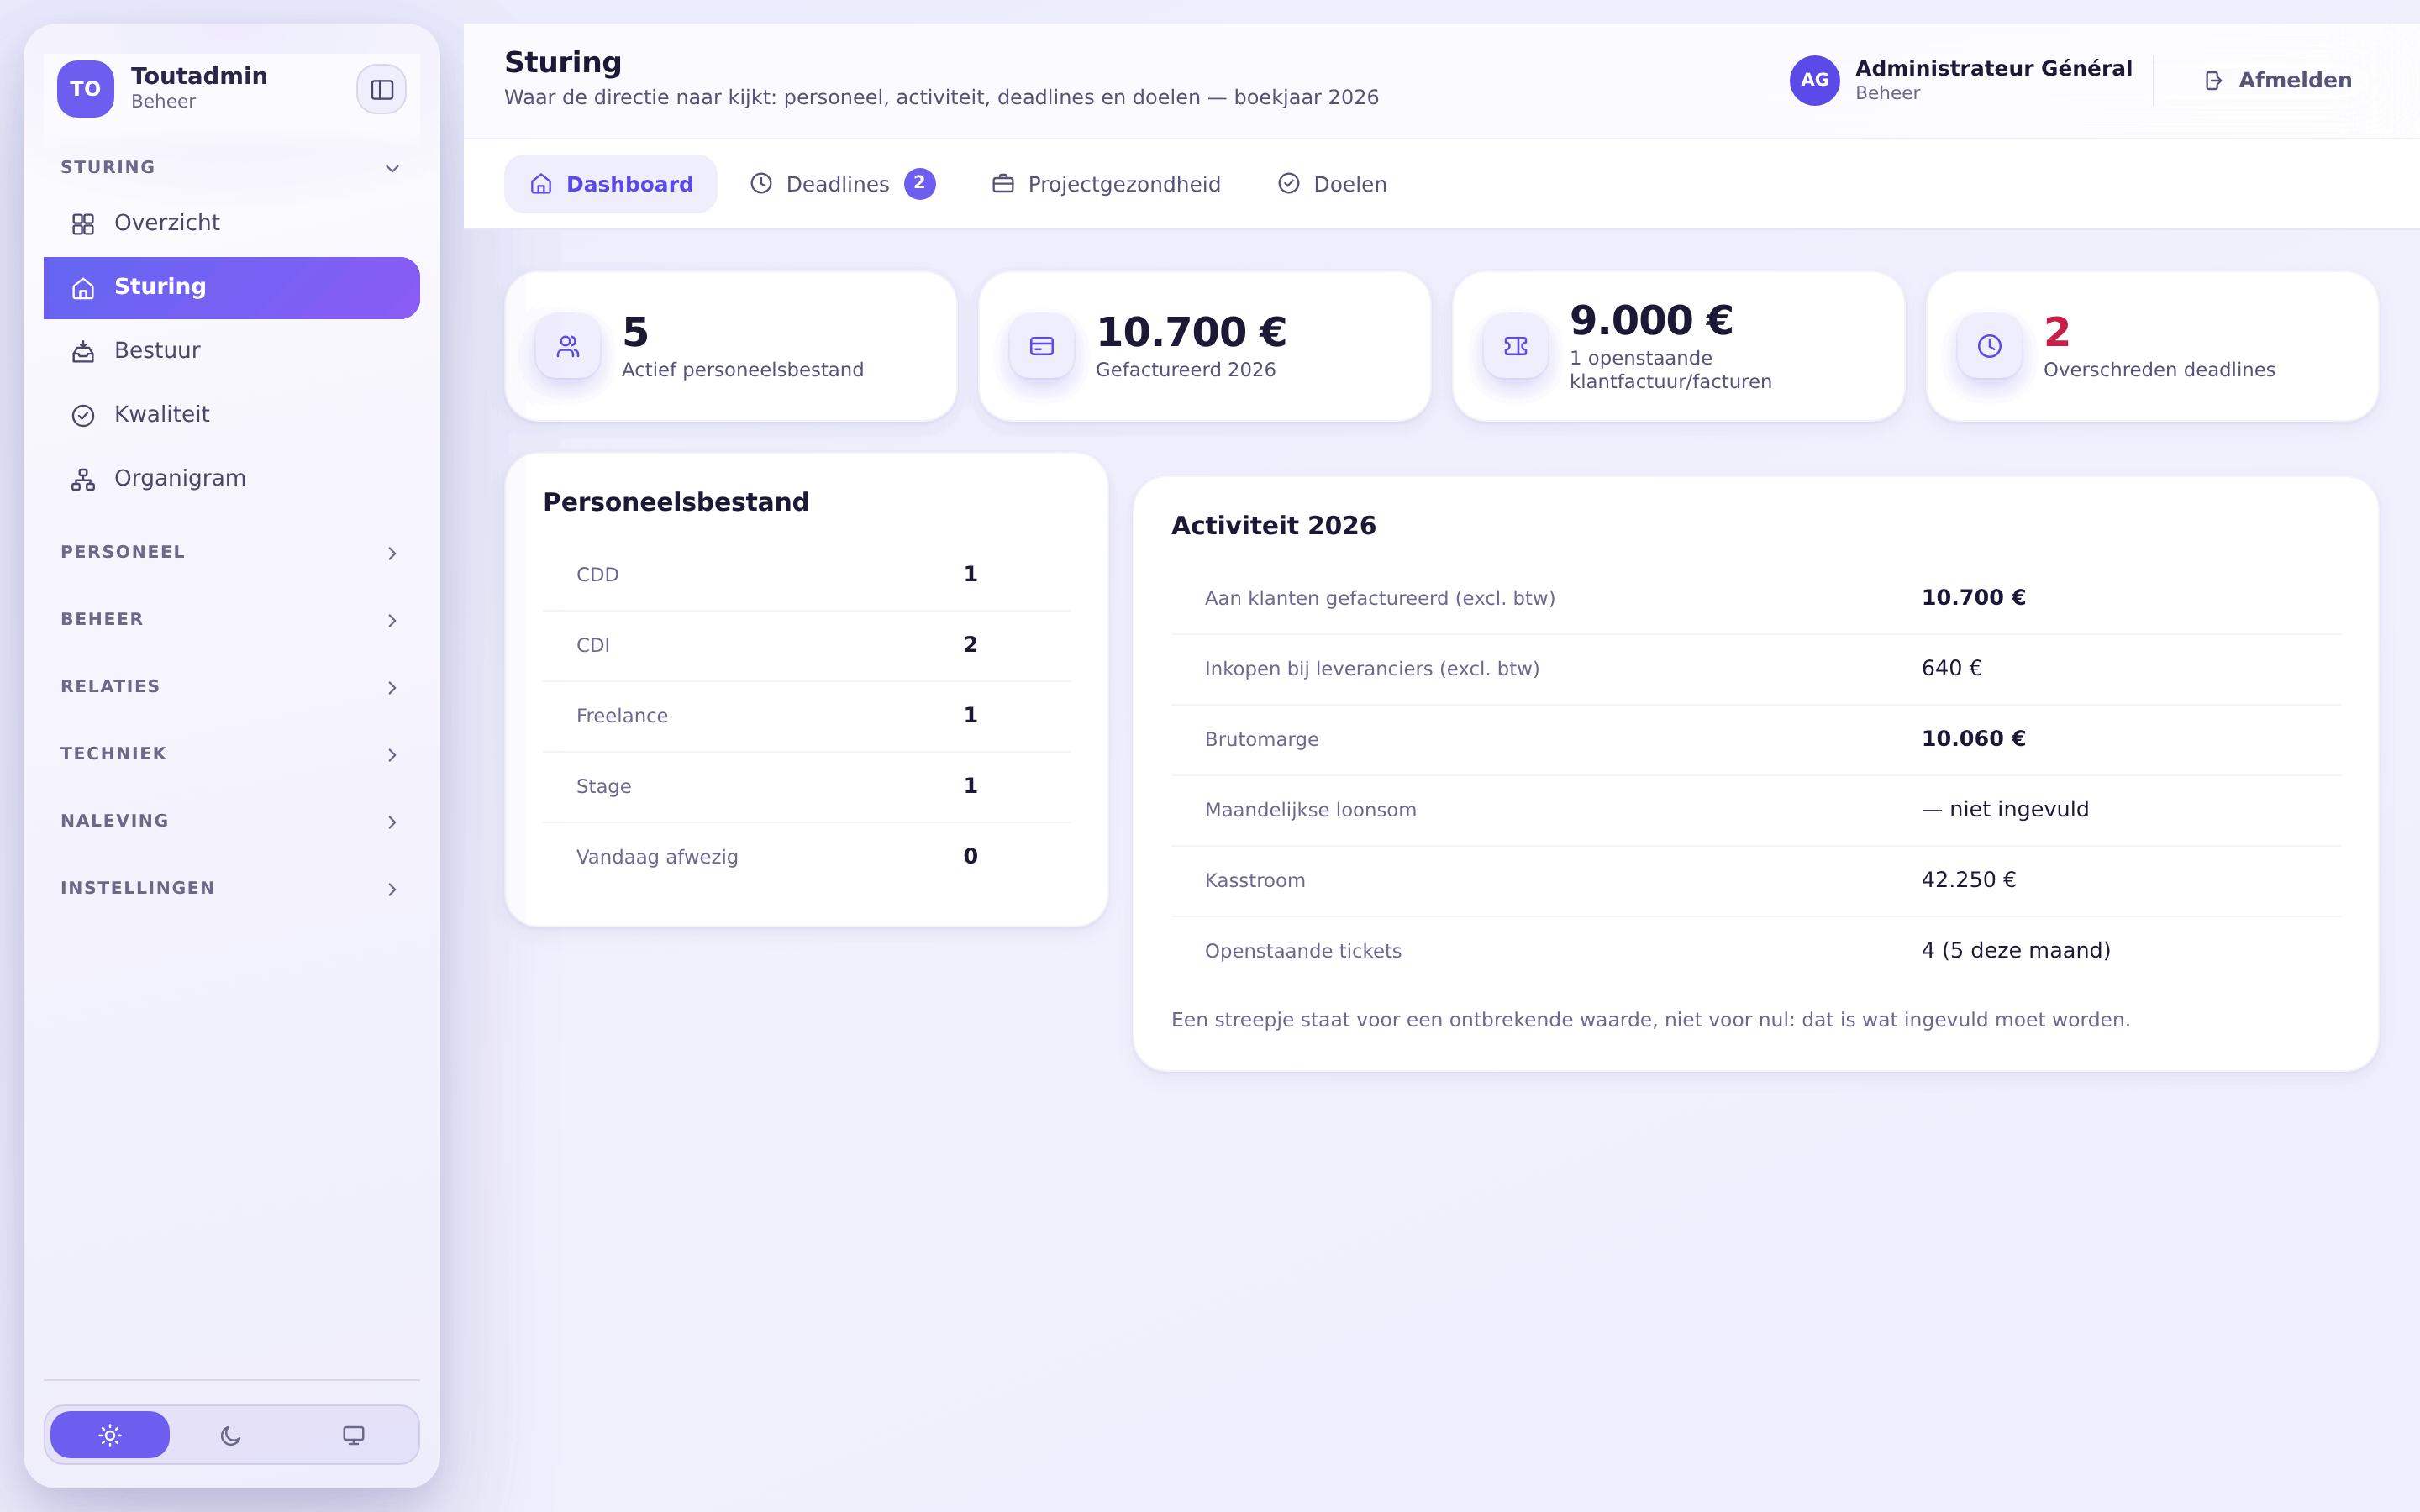 TO
Toutadmin
Beheer
STURING
Overzicht
Sturing
Bestuur
Kwaliteit
Organigram
PERSONEEL
BEHEER
RELATIES
TECHNIEK
NALEVING
INSTELLINGEN
Sturing
Waar de directie naar kijkt: personeel, activiteit, deadlines en doelen — boekjaar 2026
AG
Administrateur Général
Beheer
Afmelden
Dashboard
Deadlines 2
Projectgezondheid
Doelen
5
Actief personeelsbestand
10.700 €
Gefactureerd 2026
9.000 €
1 openstaande
klantfactuur/facturen
2
Overschreden deadlines
Personeelsbestand
CDD 1
CDI 2
Freelance 1
Stage 1
Vandaag afwezig 0
Activiteit 2026
Aan klanten gefactureerd (excl. btw) 10.700 €
Inkopen bij leveranciers (excl. btw) 640 €
Brutomarge 10.060 €
Maandelijkse loonsom — niet ingevuld
Kasstroom 42.250 €
Openstaande tickets 4 (5 deze maand)
Een streepje staat voor een ontbrekende waarde, niet voor nul: dat is wat ingevuld moet worden.